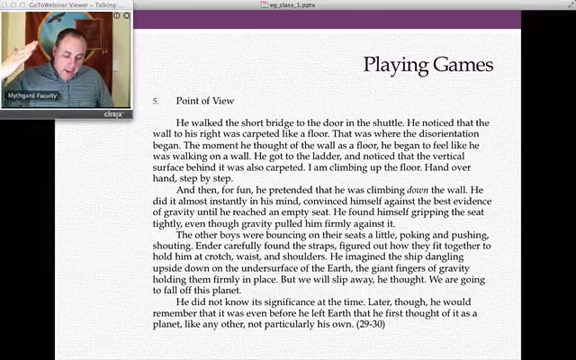 GoToWebinar Viewer – Talking
eg_class_1.pptx
Mythgard Faculty
citrix
Playing Games
5. Point of View
He walked the short bridge to the door in the shuttle. He noticed that the
wall to his right was carpeted like a floor. That was where the disorientation
began. The moment he thought of the wall as a floor, he began to feel like he
was walking on a wall. He got to the ladder, and noticed that the vertical
surface behind it was also carpeted. I am climbing up the floor. Hand over
hand, step by step.
And then, for fun, he pretended that he was climbing down the wall. He
did it almost instantly in his mind, convinced himself against the best evidence
of gravity until he reached an empty seat. He found himself gripping the seat
tightly, even though gravity pulled him firmly against it.
The other boys were bouncing on their seats a little, poking and pushing,
shouting. Ender carefully found the straps, figured out how they fit together to
hold him at crotch, waist, and shoulders. He imagined the ship dangling
upside down on the undersurface of the Earth, the giant fingers of gravity
holding them firmly in place. But we will slip away, he thought. We are going
to fall off this planet.
He did not know its significance at the time. Later, though, he would
remember that it was even before he left Earth that he first thought of it as a
planet, like any other, not particularly his own. (29-30)